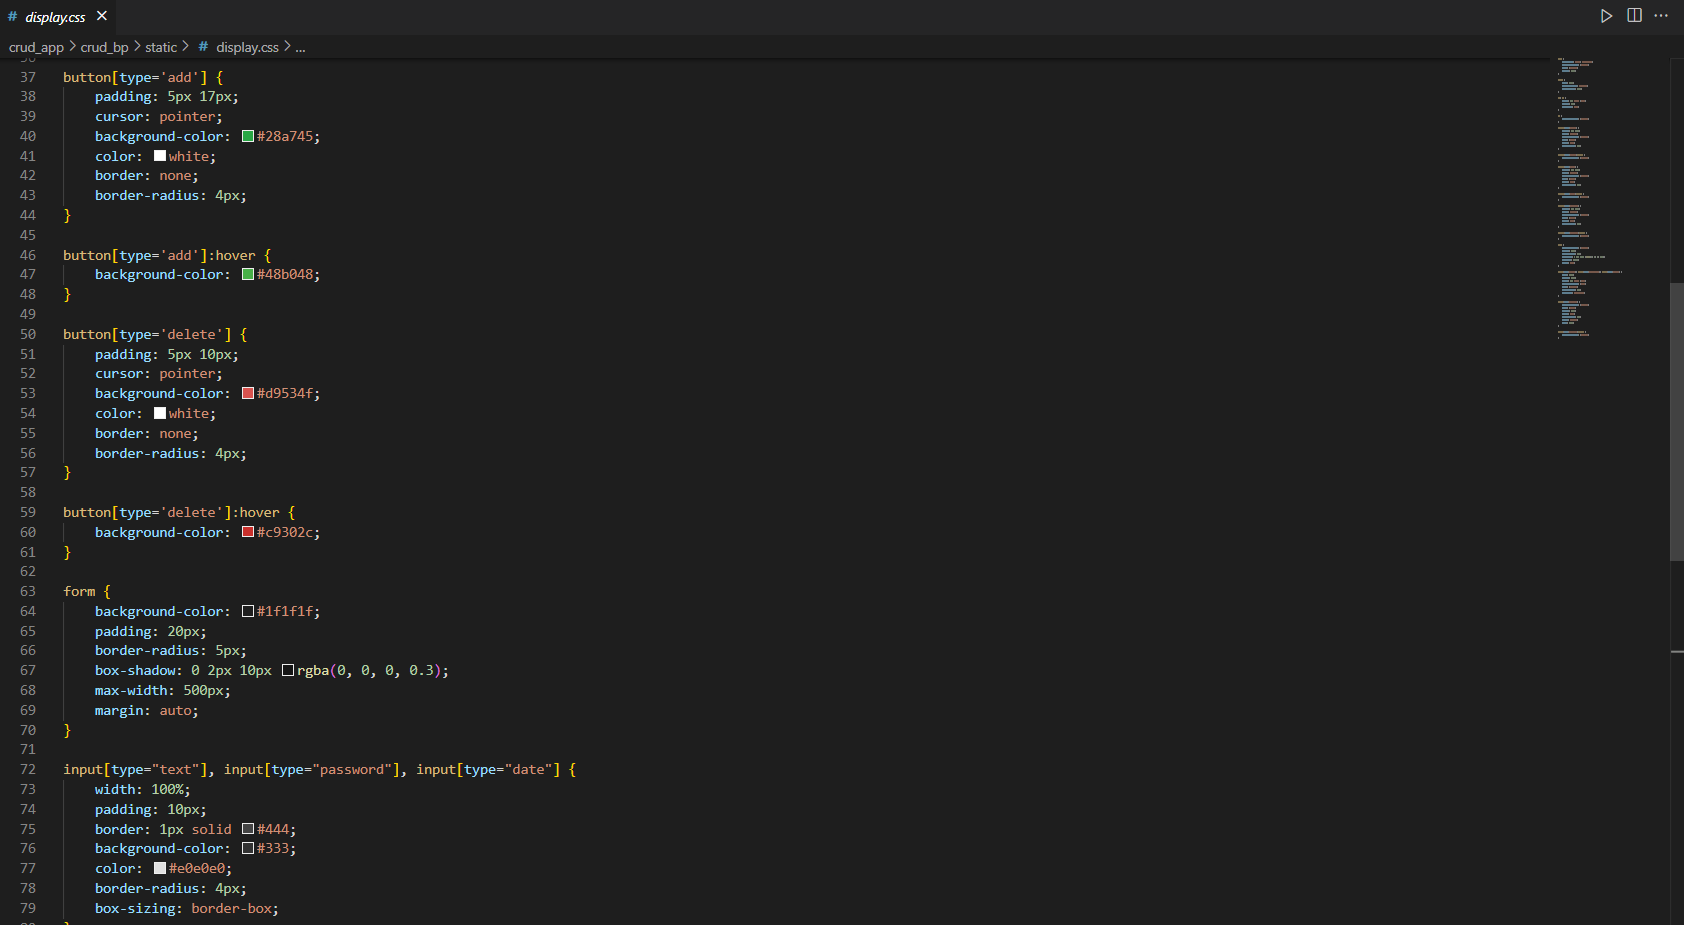 # display.css ×
crud_app > crud_bp > static > # display.css > ...
36
37 button[type='add'] {
38     padding: 5px 17px;
39     cursor: pointer;
40     background-color: #28a745;
41     color: white;
42     border: none;
43     border-radius: 4px;
44 }
45
46 button[type='add']:hover {
47     background-color: #48b048;
48 }
49
50 button[type='delete'] {
51     padding: 5px 10px;
52     cursor: pointer;
53     background-color: #d9534f;
54     color: white;
55     border: none;
56     border-radius: 4px;
57 }
58
59 button[type='delete']:hover {
60     background-color: #c9302c;
61 }
62
63 form {
64     background-color: #1f1f1f;
65     padding: 20px;
66     border-radius: 5px;
67     box-shadow: 0 2px 10px rgba(0, 0, 0, 0.3);
68     max-width: 500px;
69     margin: auto;
70 }
71
72 input[type="text"], input[type="password"], input[type="date"] {
73     width: 100%;
74     padding: 10px;
75     border: 1px solid #444;
76     background-color: #333;
77     color: #e0e0e0;
78     border-radius: 4px;
79     box-sizing: border-box;
80 }